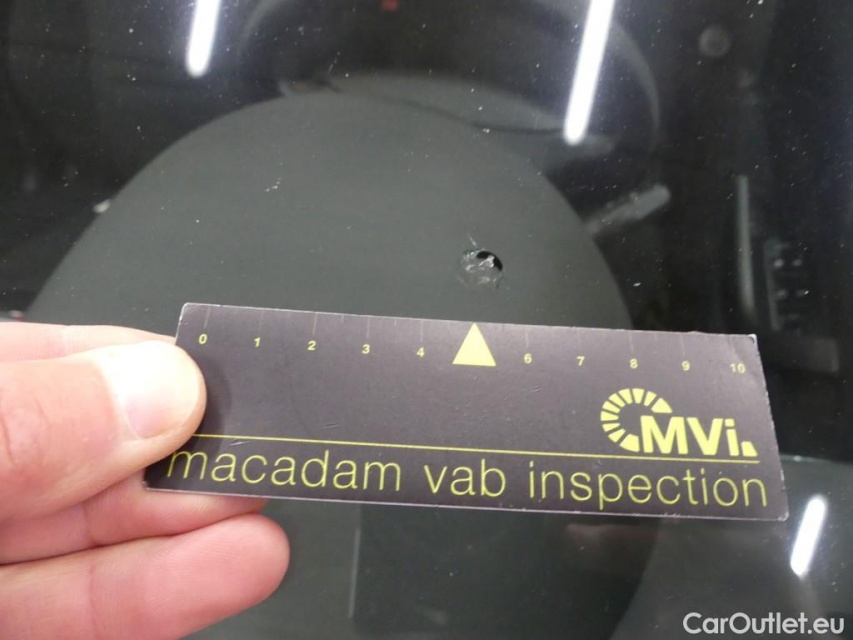 0 1 2 3 4 6 7 8 9 10
MVi.
macadam vab inspection
CarOutlet.eu